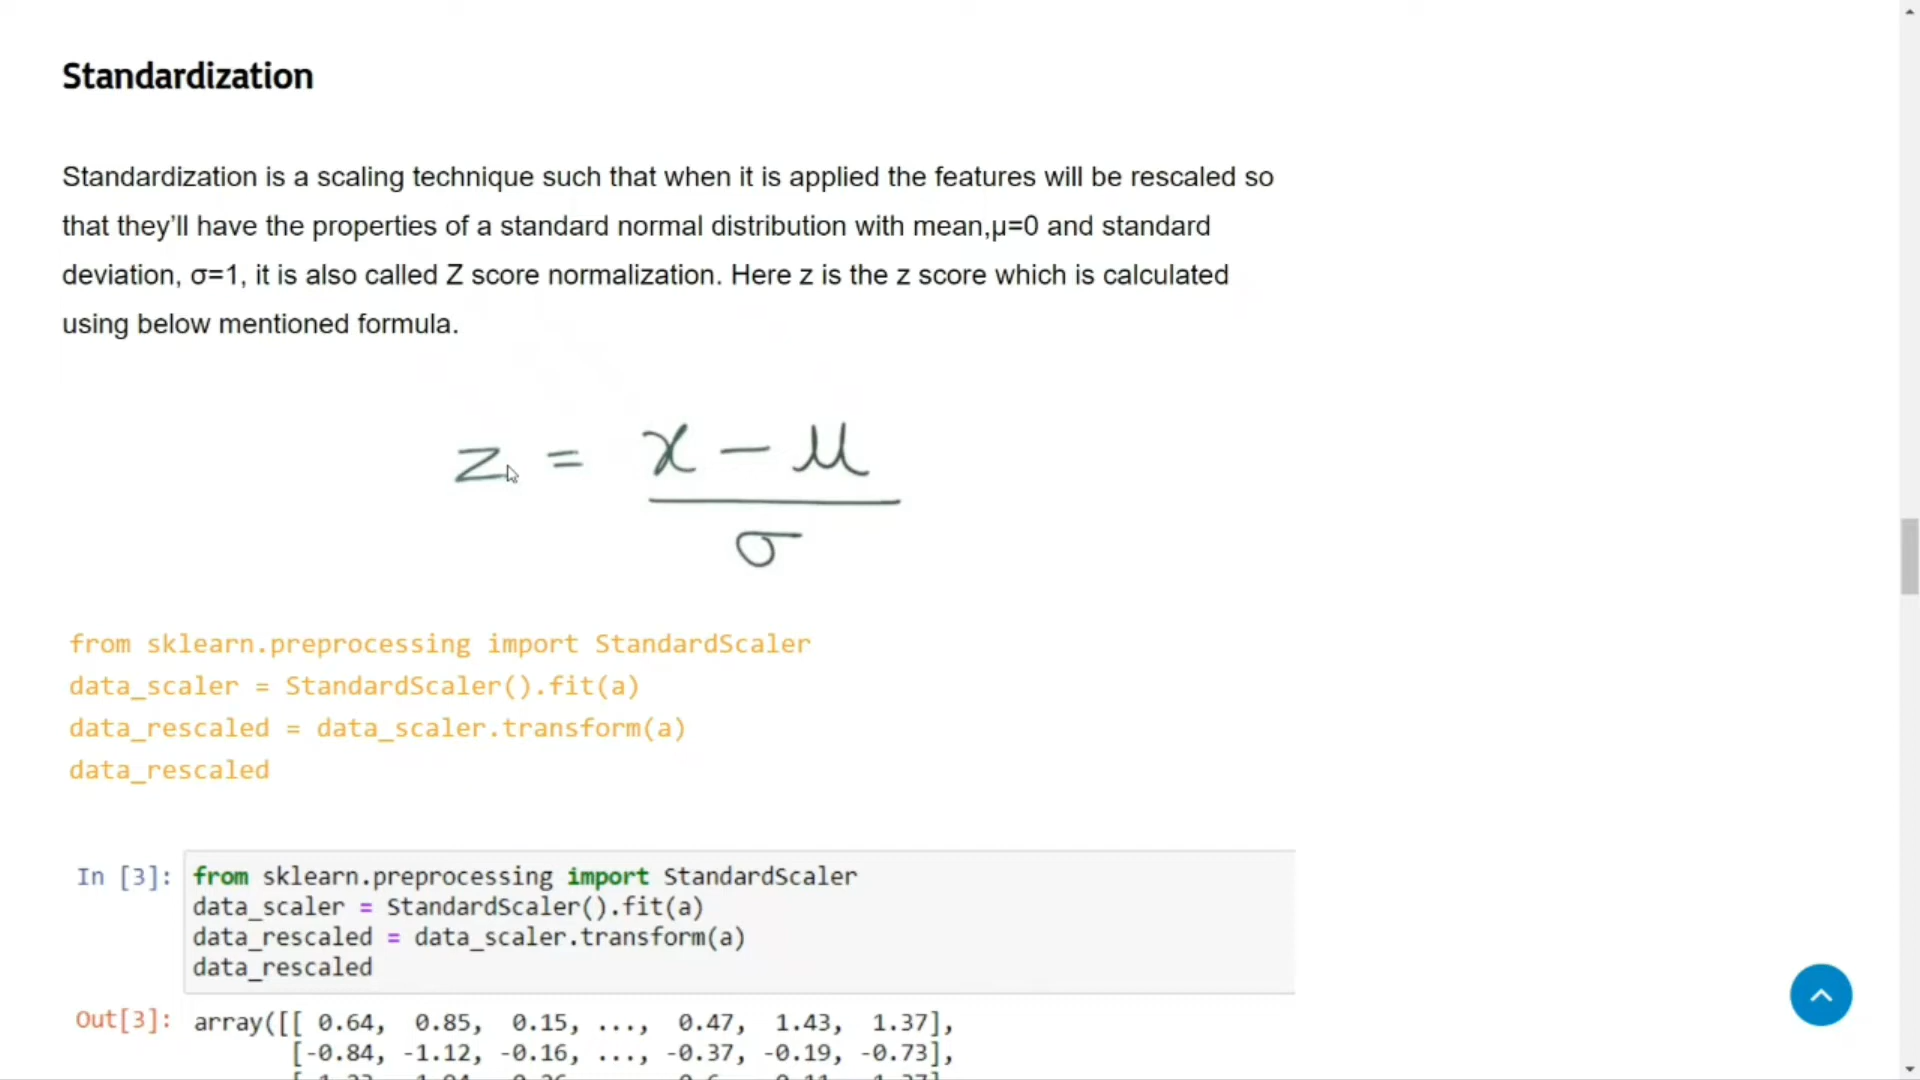 Standardization
Standardization is a scaling technique such that when it is applied the features will be rescaled so
that they’ll have the properties of a standard normal distribution with mean,μ=0 and standard
deviation, σ=1, it is also called Z score normalization. Here z is the z score which is calculated
using below mentioned formula.
z = x − μ
σ
from sklearn.preprocessing import StandardScaler
data_scaler = StandardScaler().fit(a)
data_rescaled = data_scaler.transform(a)
data_rescaled
In [3]: from sklearn.preprocessing import StandardScaler
data_scaler = StandardScaler().fit(a)
data_rescaled = data_scaler.transform(a)
data_rescaled
Out[3]: array([[ 0.64, 0.85, 0.15, ..., 0.47, 1.43, 1.37],
[-0.84, -1.12, -0.16, ..., -0.37, -0.19, -0.73],